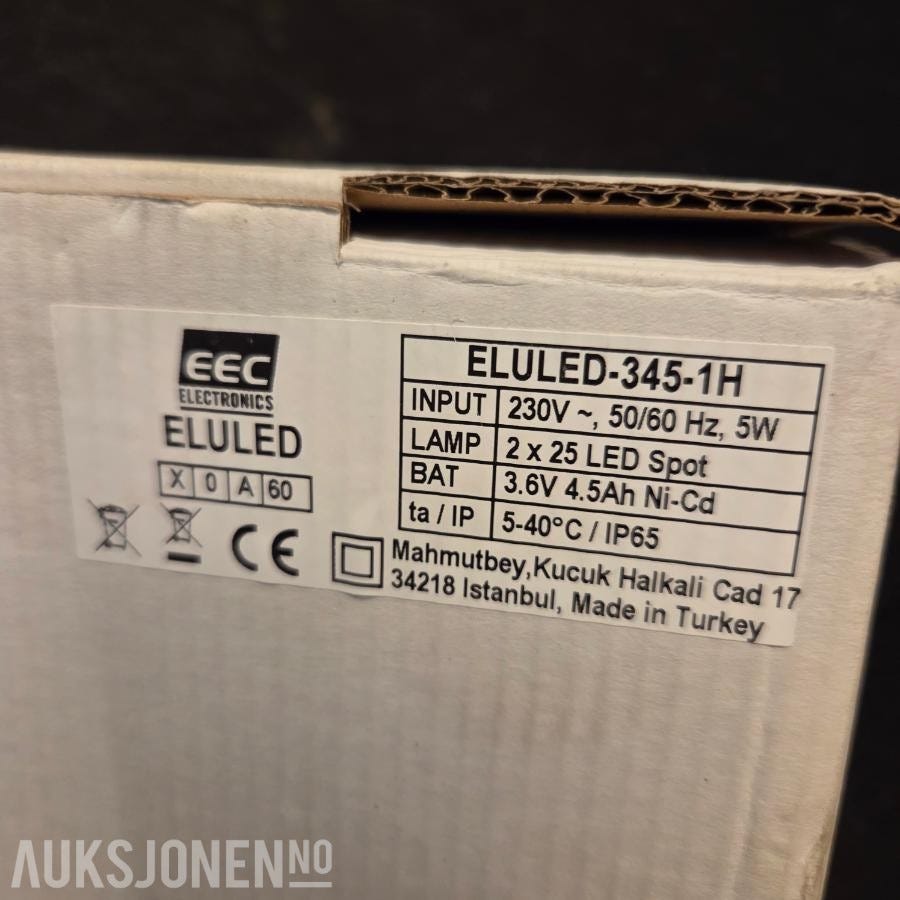 EEC
ELECTRONICS
ELULED
X 0 A 60
CE
ELULED-345-1H
INPUT 230V ~, 50/60 Hz, 5W
LAMP 2 x 25 LED Spot
BAT 3.6V 4.5Ah Ni-Cd
ta / IP 5-40°C / IP65
Mahmutbey,Kucuk Halkali Cad 17
34218 Istanbul, Made in Turkey
AUKSJONEN NO